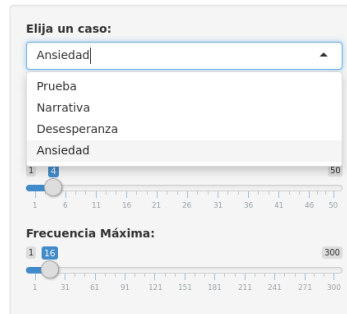 Elija un caso:
Ansiedad
Prueba
Narrativa
Desesperanza
Ansiedad
1 4 50
1 6 11 16 21 26 31 36 41 46 50
Frecuencia Máxima:
1 16 300
1 31 61 91 121 151 181 211 241 271 300